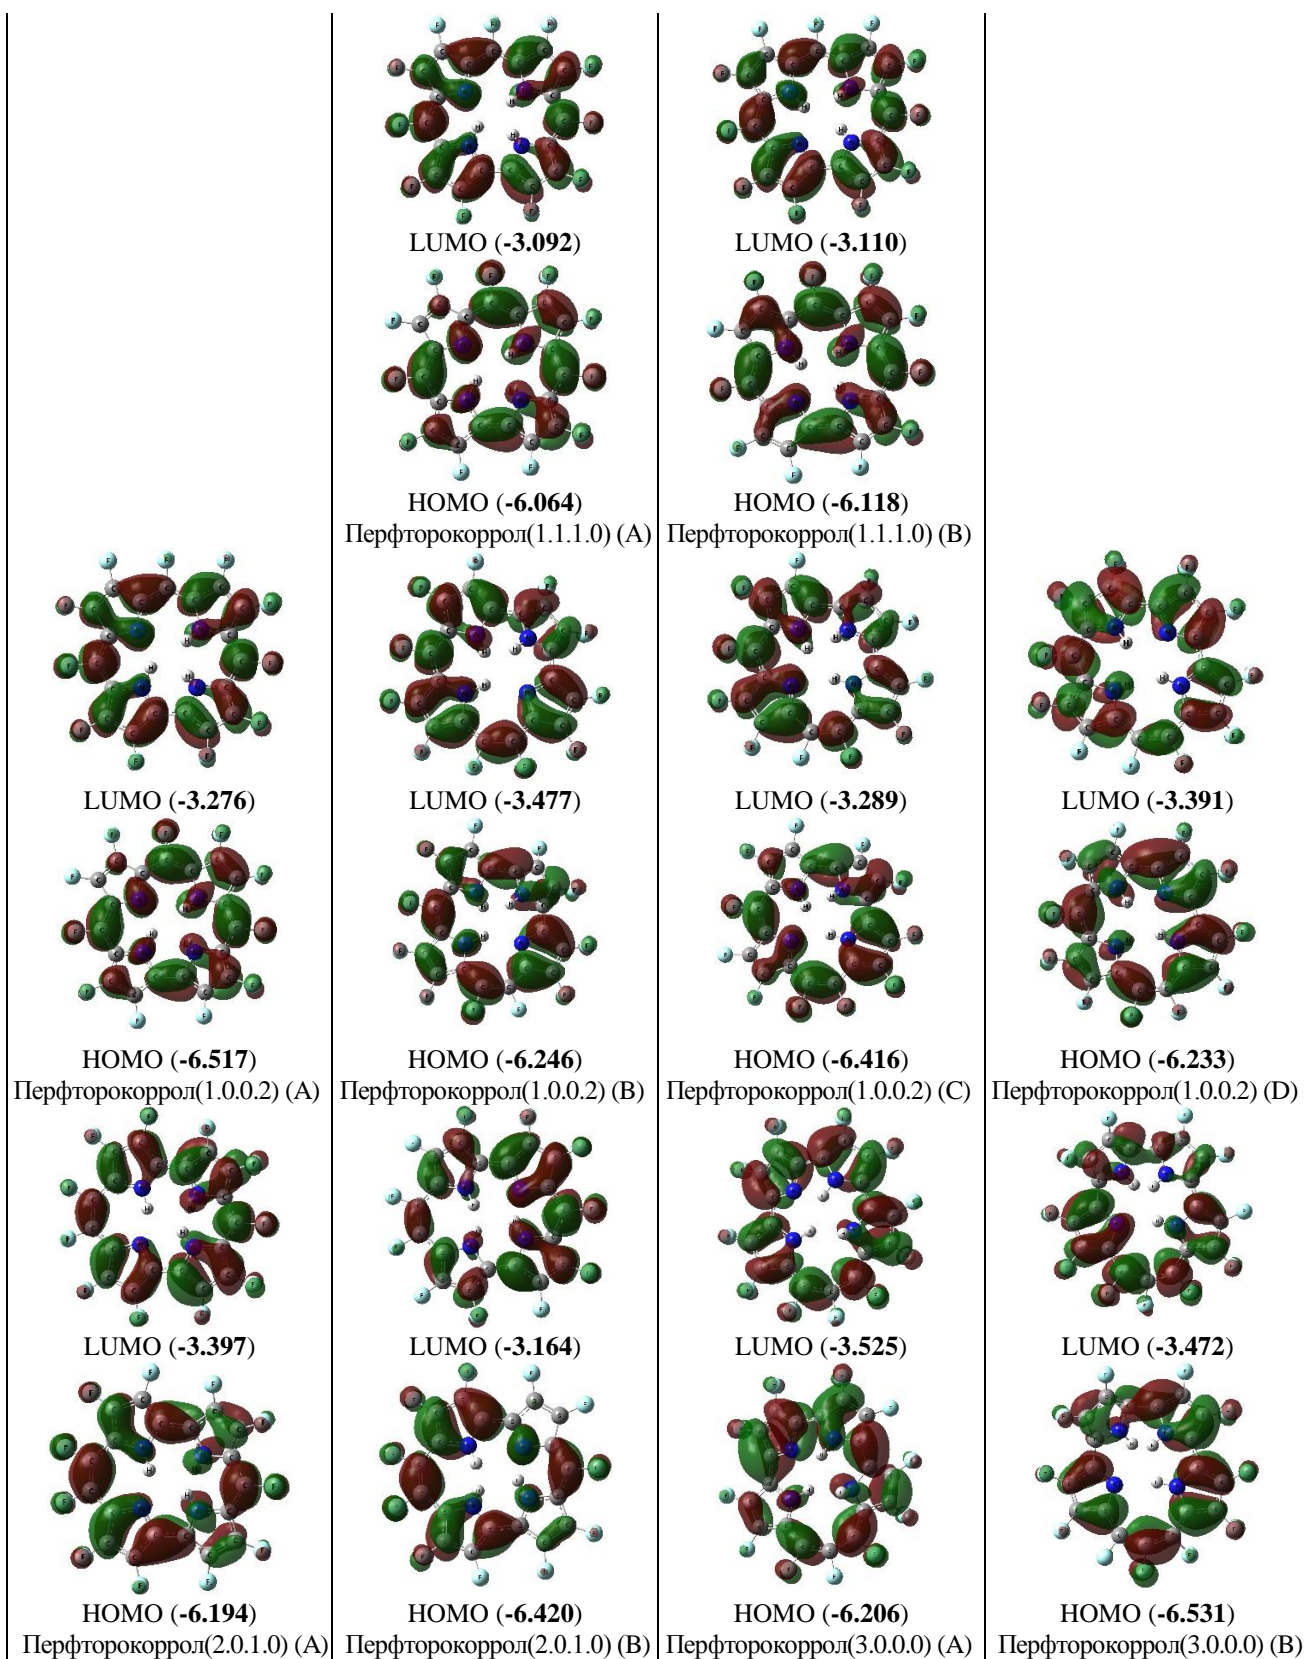 LUMO (-3.092) LUMO (-3.110)
HOMO (-6.064) HOMO (-6.118)
Перфторокоррол(1.1.1.0) (A) Перфторокоррол(1.1.1.0) (B)
LUMO (-3.276) LUMO (-3.477) LUMO (-3.289) LUMO (-3.391)
HOMO (-6.517) HOMO (-6.246) HOMO (-6.416) HOMO (-6.233)
Перфторокоррол(1.0.0.2) (A) Перфторокоррол(1.0.0.2) (B) Перфторокоррол(1.0.0.2) (C) Перфторокоррол(1.0.0.2) (D)
LUMO (-3.397) LUMO (-3.164) LUMO (-3.525) LUMO (-3.472)
HOMO (-6.194) HOMO (-6.420) HOMO (-6.206) HOMO (-6.531)
Перфторокоррол(2.0.1.0) (A) Перфторокоррол(2.0.1.0) (B) Перфторокоррол(3.0.0.0) (A) Перфторокоррол(3.0.0.0) (B)